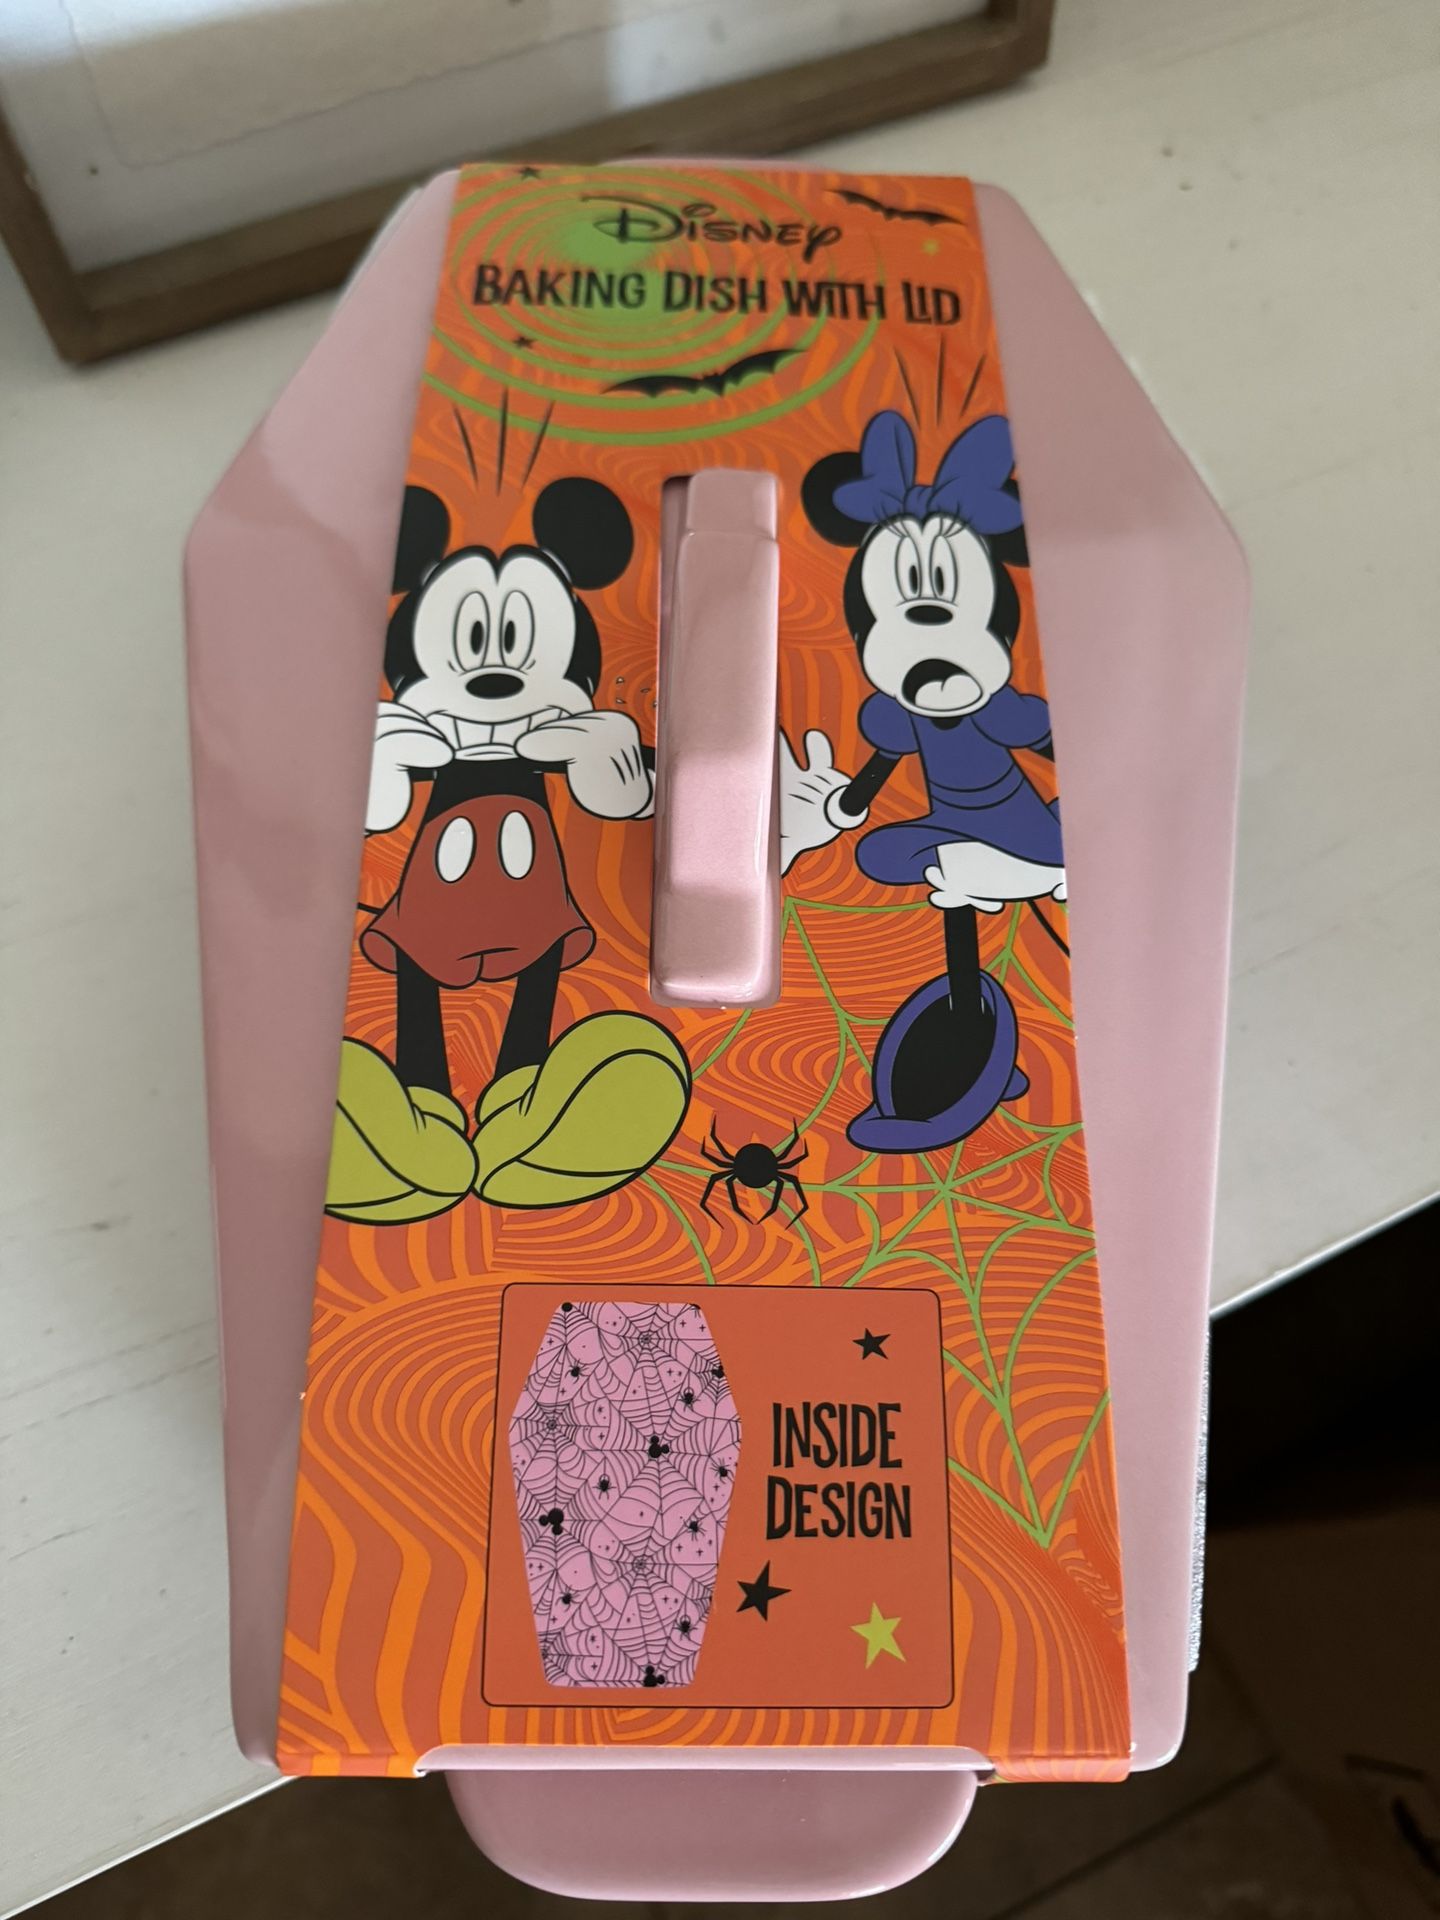 Disney
BAKING DISH WITH LID
INSIDE
DESIGN